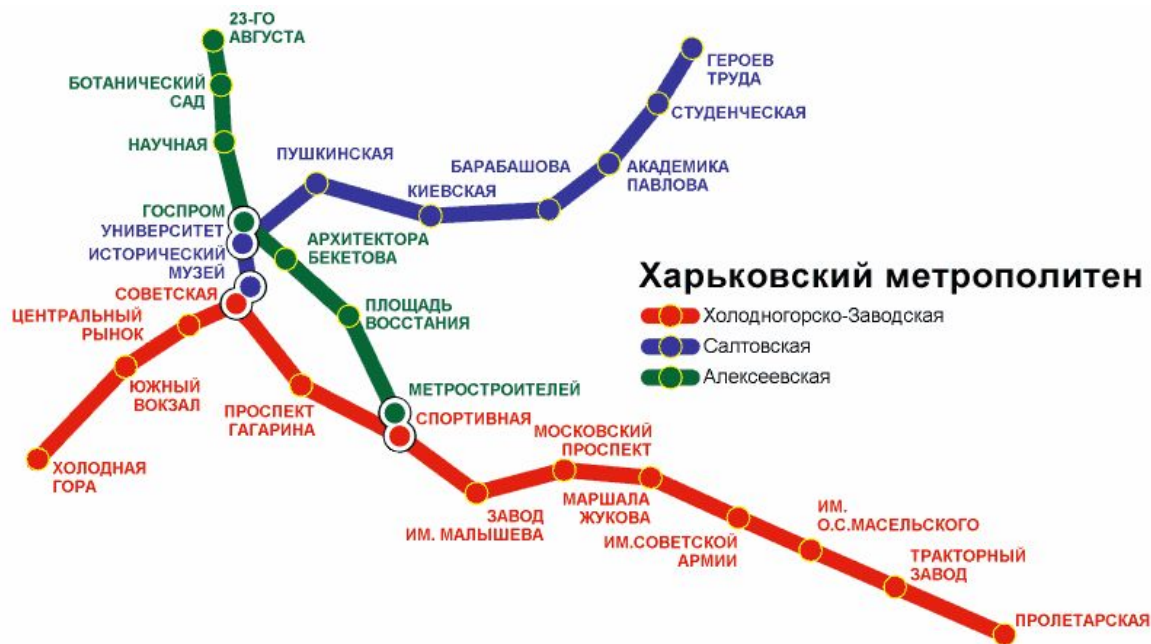 23-ГО
АВГУСТА
БОТАНИЧЕСКИЙ
САД
НАУЧНАЯ
ГОСПРОМ
УНИВЕРСИТЕТ
ИСТОРИЧЕСКИЙ
МУЗЕЙ
СОВЕТСКАЯ
ЦЕНТРАЛЬНЫЙ
РЫНОК
ЮЖНЫЙ
ВОКЗАЛ
ХОЛОДНАЯ
ГОРА
ПУШКИНСКАЯ
КИЕВСКАЯ
БАРАБАШОВА
АКАДЕМИКА
ПАВЛОВА
СТУДЕНЧЕСКАЯ
ГЕРОЕВ
ТРУДА
АРХИТЕКТОРА
БЕКЕТОВА
ПЛОЩАДЬ
ВОССТАНИЯ
МЕТРОСТРОИТЕЛЕЙ
СПОРТИВНАЯ
ПРОСПЕКТ
ГАГАРИНА
ЗАВОД
ИМ. МАЛЫШЕВА
МОСКОВСКИЙ
ПРОСПЕКТ
МАРШАЛА
ЖУКОВА
ИМ.СОВЕТСКОЙ
АРМИИ
ИМ.
О.С.МАСЕЛЬСКОГО
ТРАКТОРНЫЙ
ЗАВОД
ПРОЛЕТАРСКАЯ
Харьковский метрополитен
Холодногорско-Заводская
Салтовская
Алексеевская